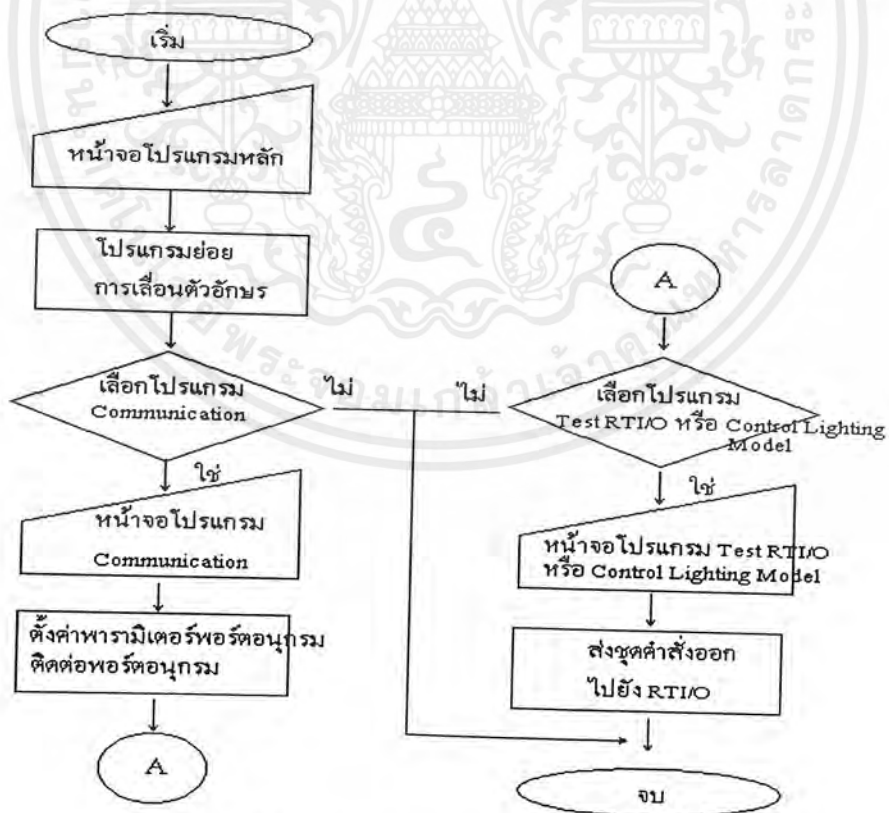 เริ่ม
หน้าจอโปรแกรมหลัก
โปรแกรมย่อย
การเลื่อนตัวอักษร
เลือกโปรแกรม
Communication
ไม่
ใช่
หน้าจอโปรแกรม
Communication
ตั้งค่าพารามิเตอร์พอร์ตอนุกรม
ติดต่อพอร์ตอนุกรม
A
A
ไม่
เลือกโปรแกรม
Test RTI/O หรือ Control Lighting
Model
ใช่
หน้าจอโปรแกรม Test RTI/O
หรือ Control Lighting Model
ส่งชุดคำสั่งออก
ไปยัง RTI/O
จบ